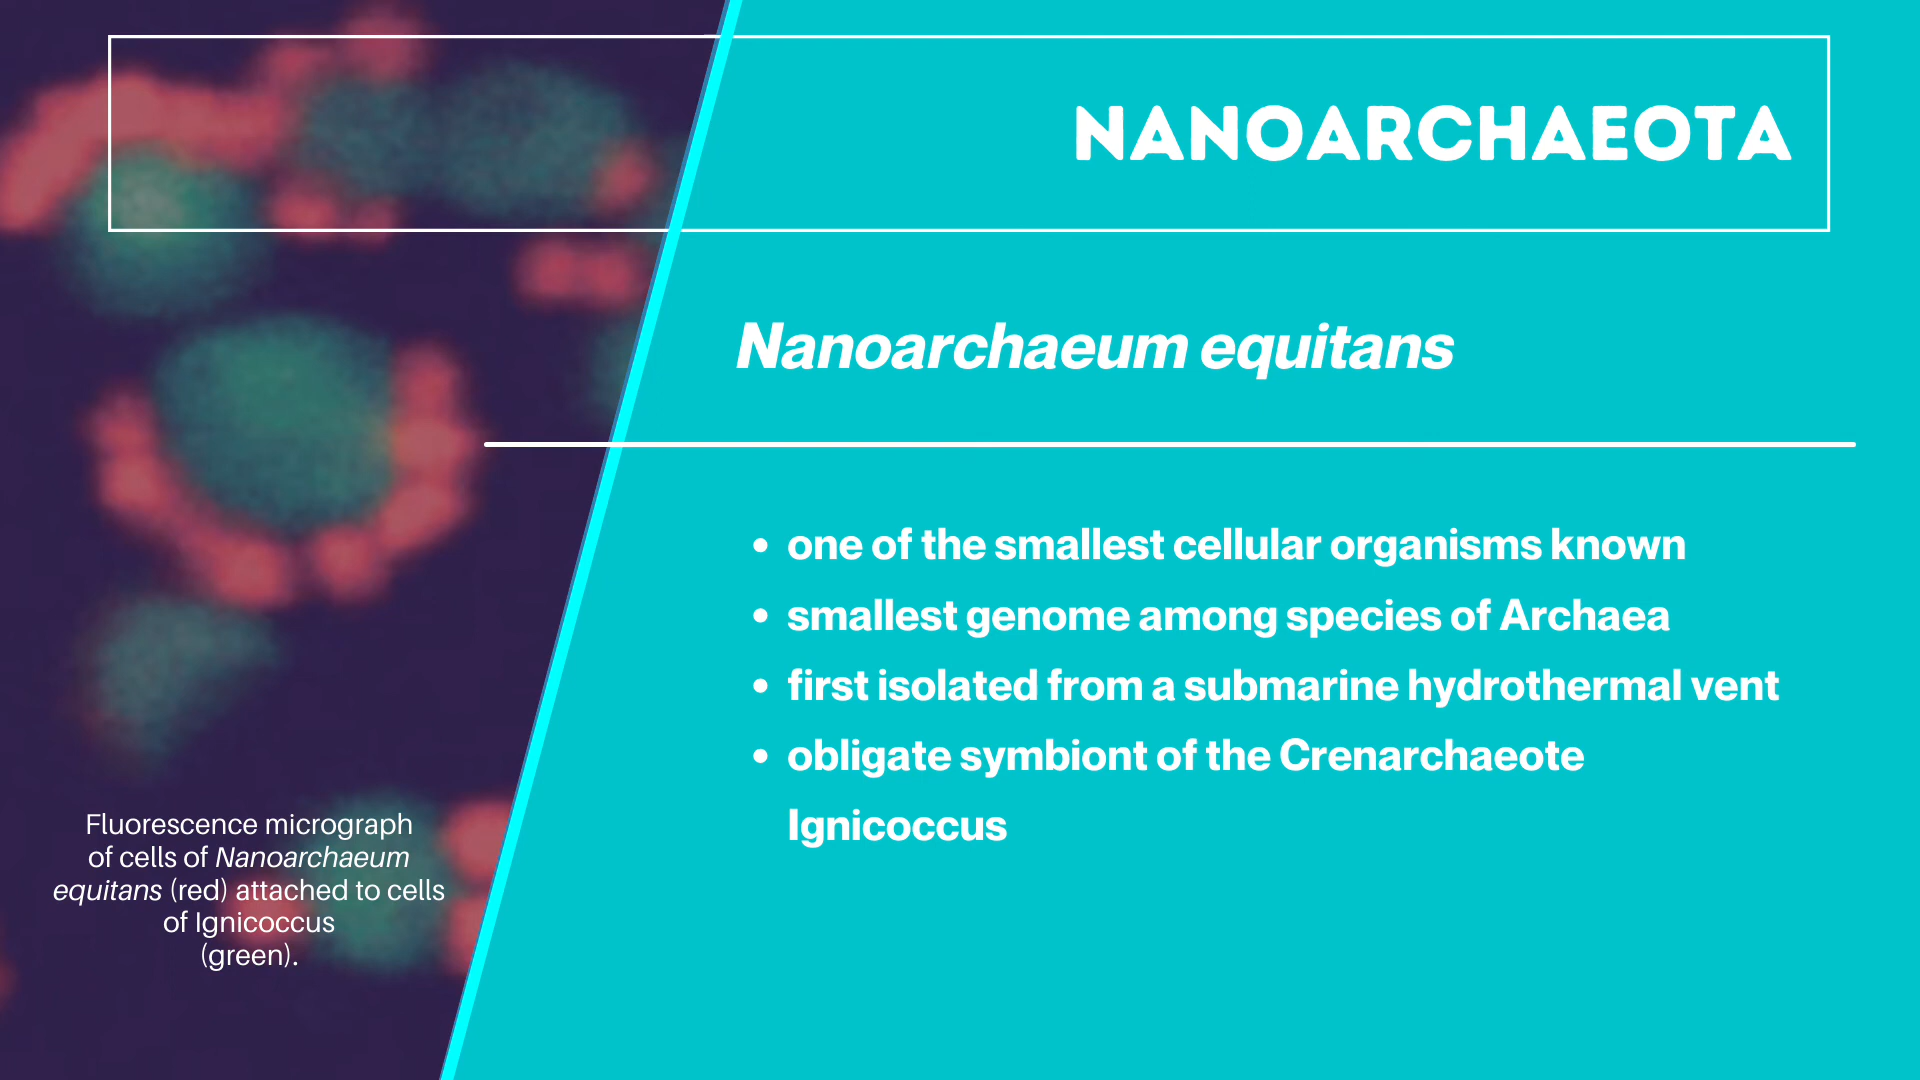 NANOARCHAEOTA
Nanoarchaeum equitans
• one of the smallest cellular organisms known
• smallest genome among species of Archaea
• first isolated from a submarine hydrothermal vent
• obligate symbiont of the Crenarchaeote
Ignicoccus
Fluorescence micrograph
of cells of Nanoarchaeum
equitans (red) attached to cells
of Ignicoccus
(green).